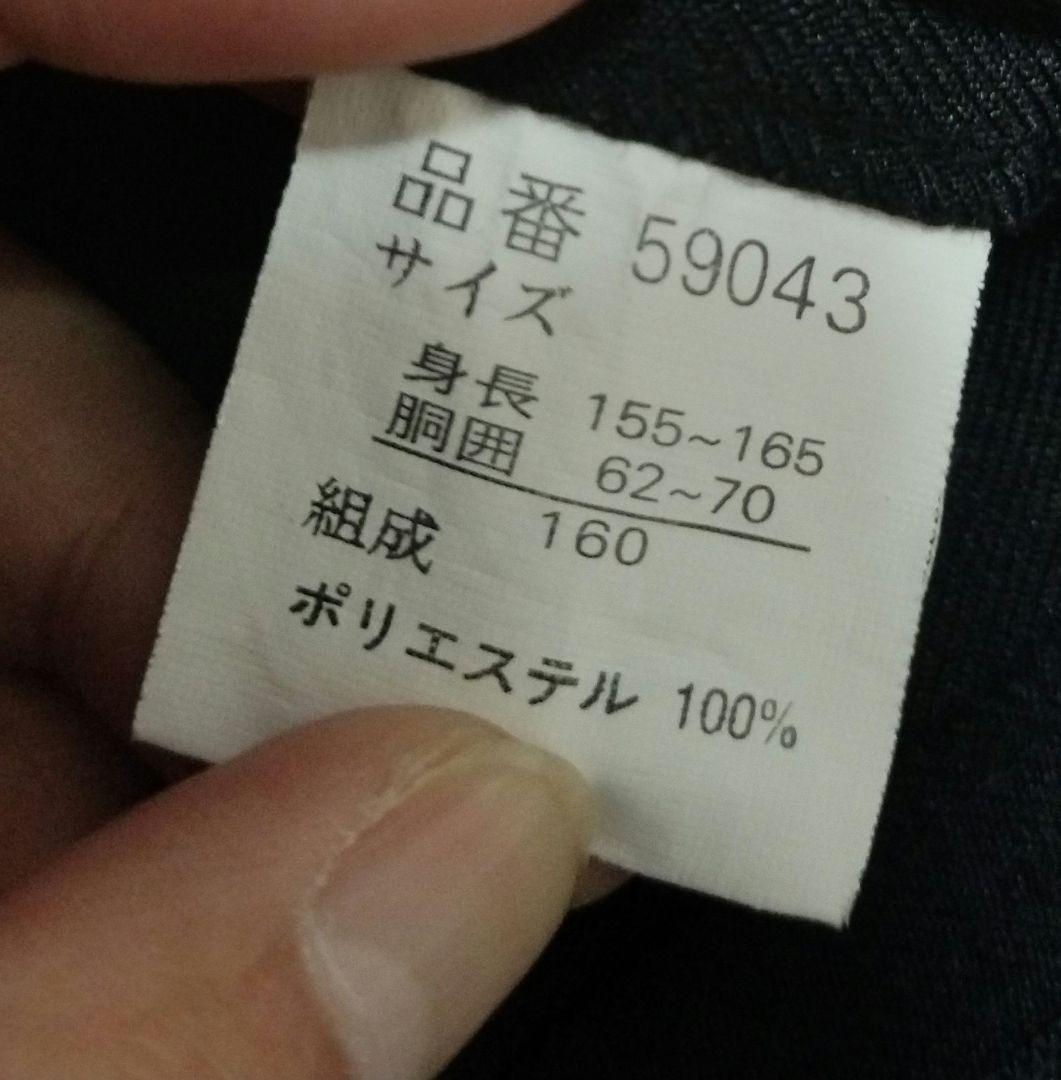 品番 59043
サイズ
身長 155~165
胴囲 62~70
160
組成
ポリエステル 100%